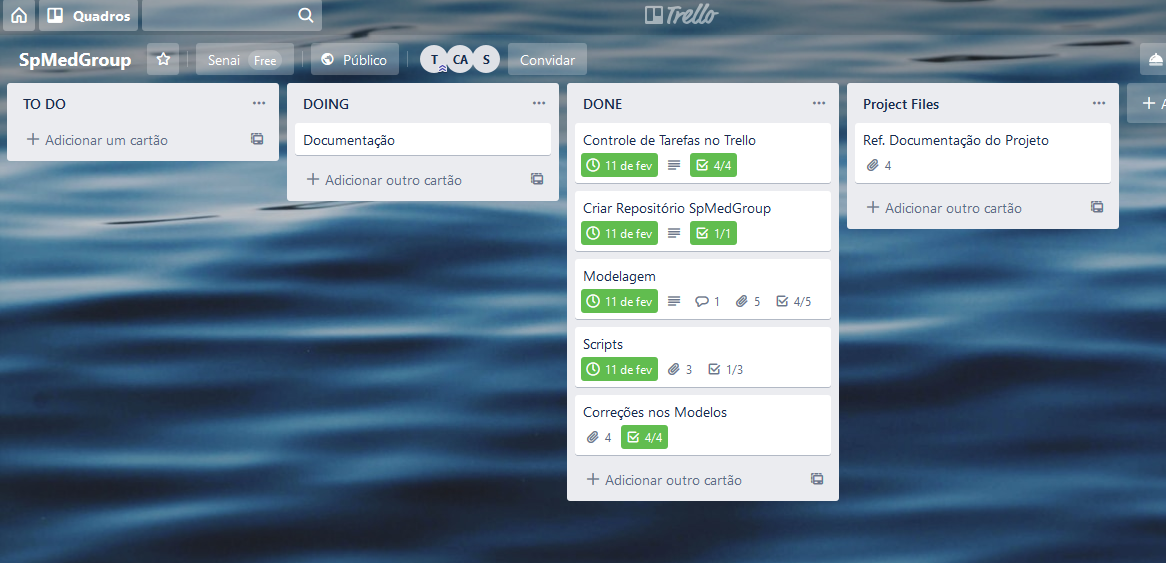 Quadros
Trello
SpMedGroup
Senai Free
Público
T CA S
Convidar
TO DO
Adicionar um cartão
DOING
Documentação
Adicionar outro cartão
DONE
Controle de Tarefas no Trello
11 de fev 4/4
Criar Repositório SpMedGroup
11 de fev 1/1
Modelagem
11 de fev 1 5 4/5
Scripts
11 de fev 3 1/3
Correções nos Modelos
4 4/4
Adicionar outro cartão
Project Files
Ref. Documentação do Projeto
4
Adicionar outro cartão